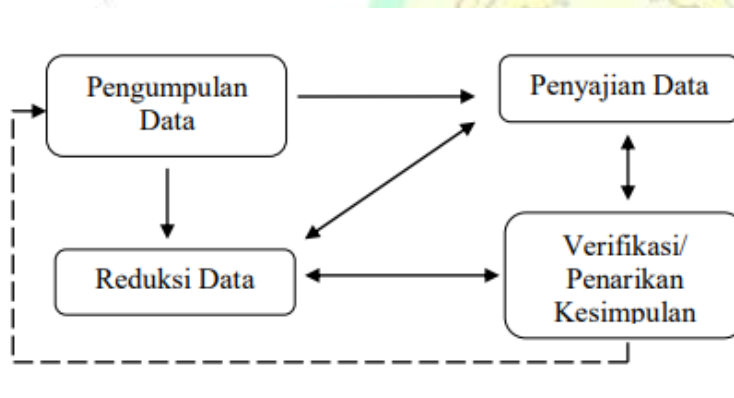 Pengumpulan
Data
Penyajian Data
Reduksi Data
Verifikasi/
Penarikan
Kesimpulan